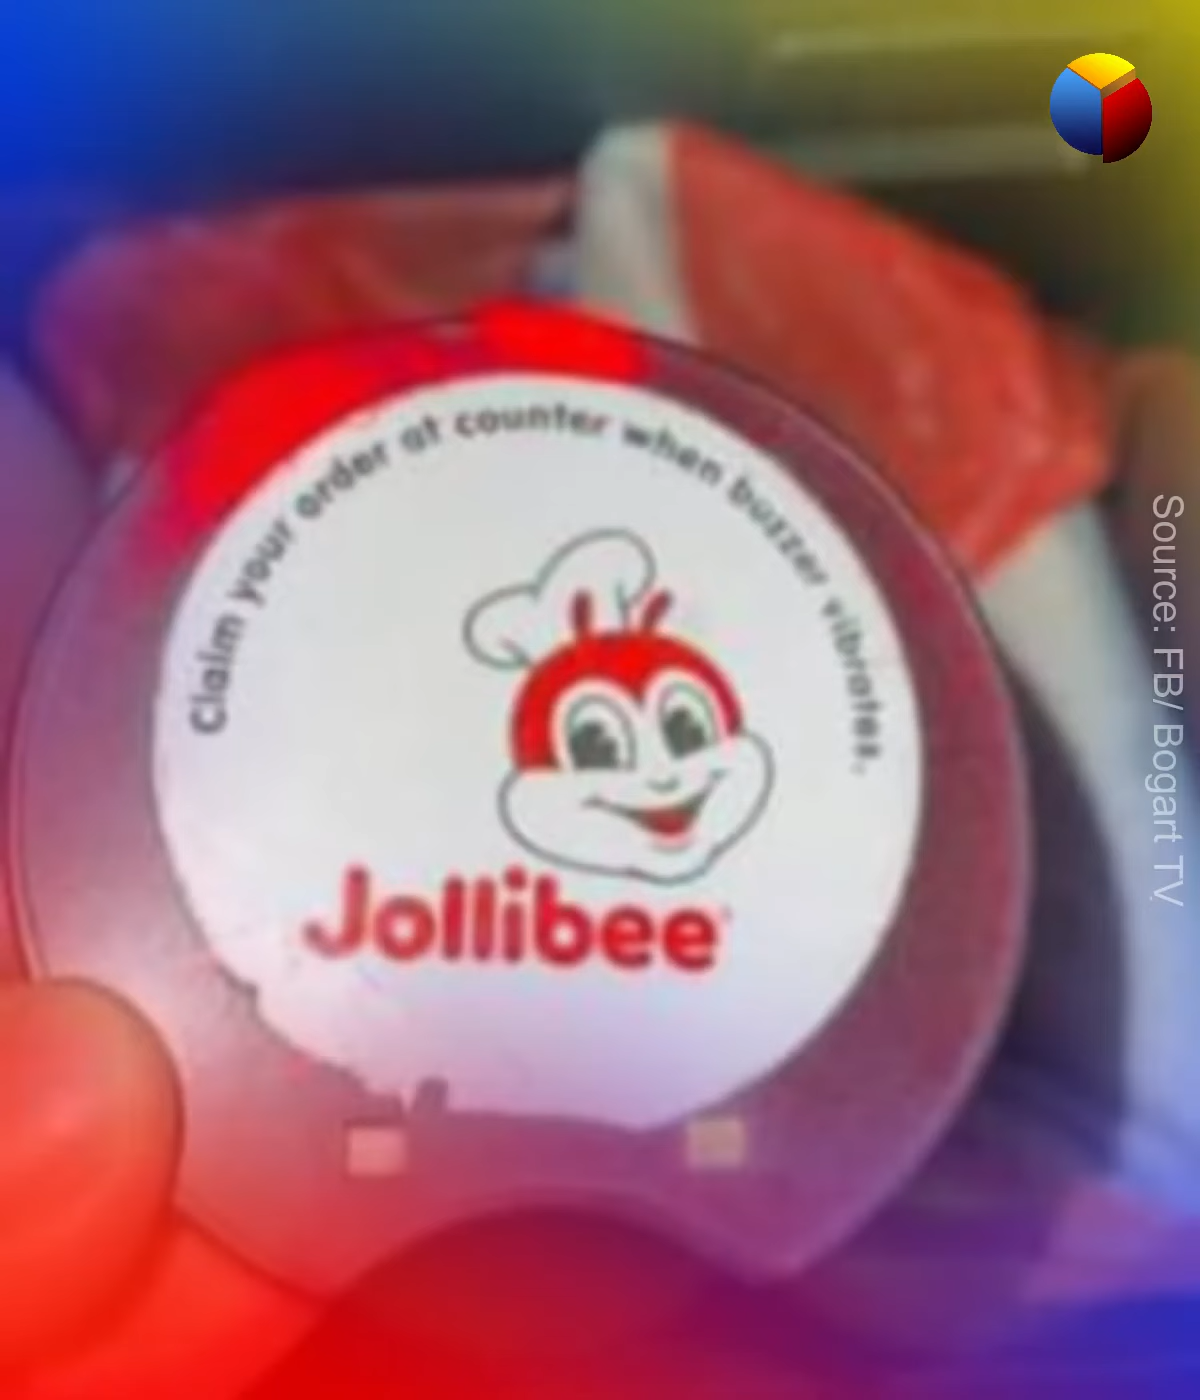 Claim your order at counter when buzzer vibrates.
Jollibee
Source: FB/ Bogart TV